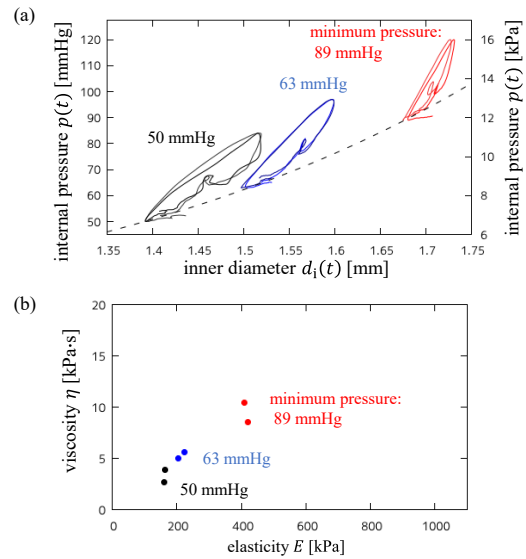 (a)
internal pressure p(t) [mmHg]
120
110
100
90
80
70
60
50
minimum pressure:
89 mmHg
63 mmHg
50 mmHg
16
14
12
10
8
6
internal pressure p(t) [kPa]
1.35 1.4 1.45 1.5 1.55 1.6 1.65 1.7 1.75
inner diameter dᵢ(t) [mm]
(b)
viscosity η [kPa·s]
20
15
10
5
0
minimum pressure:
89 mmHg
63 mmHg
50 mmHg
0 200 400 600 800 1000
elasticity E [kPa]